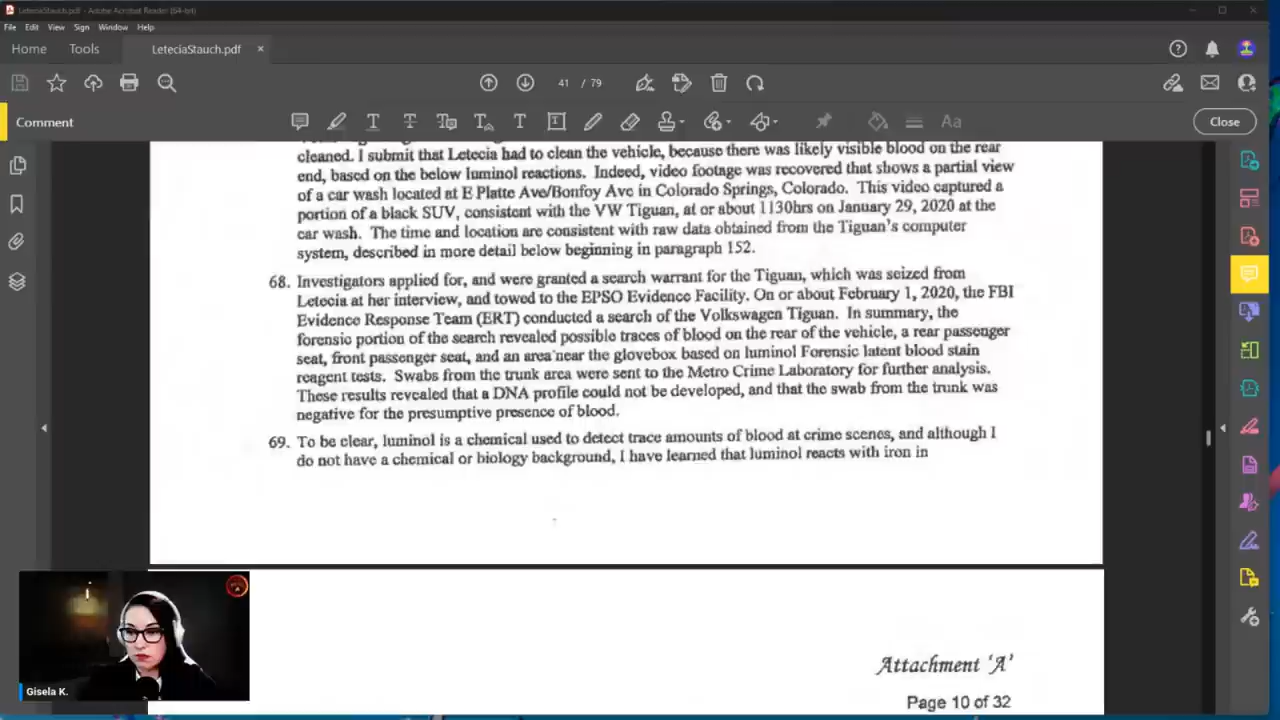 LeteciaStauch.pdf - Adobe Acrobat Reader (64-bit)
File Edit View Sign Window Help
Home Tools LeteciaStauch.pdf ×
41 / 79
Comment
Close
cleaned. I submit that Letecia had to clean the vehicle, because there was likely visible blood on the rear
end, based on the below luminol reactions. Indeed, video footage was recovered that shows a partial view
of a car wash located at E Platte Ave/Bonfoy Ave in Colorado Springs, Colorado. This video captured a
portion of a black SUV, consistent with the VW Tiguan, at or about 1130hrs on January 29, 2020 at the
car wash. The time and location are consistent with raw data obtained from the Tiguan's computer
system, described in more detail below beginning in paragraph 152.
68. Investigators applied for, and were granted a search warrant for the Tiguan, which was seized from
Letecia at her interview, and towed to the EPSO Evidence Facility. On or about February 1, 2020, the FBI
Evidence Response Team (ERT) conducted a search of the Volkswagen Tiguan. In summary, the
forensic portion of the search revealed possible traces of blood on the rear of the vehicle, a rear passenger
seat, front passenger seat, and an area near the glovebox based on luminol Forensic latent blood stain
reagent tests. Swabs from the trunk area were sent to the Metro Crime Laboratory for further analysis.
These results revealed that a DNA profile could not be developed, and that the swab from the trunk was
negative for the presumptive presence of blood.
69. To be clear, luminol is a chemical used to detect trace amounts of blood at crime scenes, and although I
do not have a chemical or biology background, I have learned that luminol reacts with iron in
Attachment 'A'
Page 10 of 32
Gisela K.